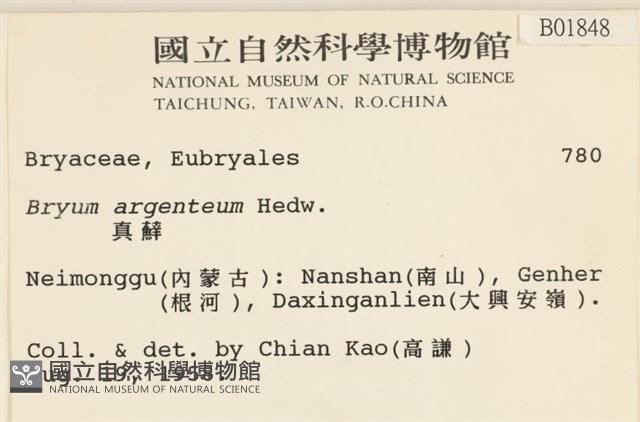 B01848
國立自然科學博物館
NATIONAL MUSEUM OF NATURAL SCIENCE
TAICHUNG, TAIWAN, R.O.CHINA
Bryaceae, Eubryales 780
Bryum argenteum Hedw.
真蘚
Neimonggu(內蒙古): Nanshan(南山), Genher
(根河), Daxinganlien(大興安嶺).
Coll. & det. by Chian Kao(高謙)
19,
國立自然科學博物館
NATIONAL MUSEUM OF NATURAL SCIENCE